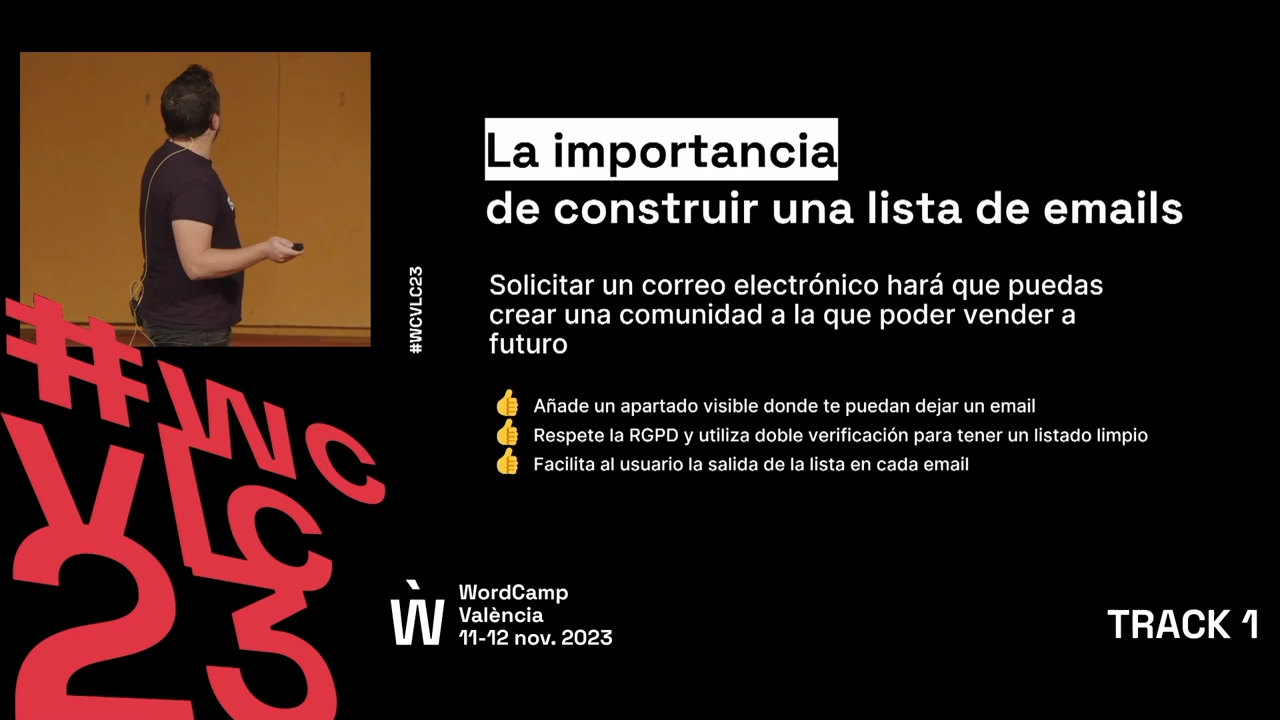 La importancia
de construir una lista de emails
Solicitar un correo electrónico hará que puedas
crear una comunidad a la que poder vender a
futuro
👍 Añade un apartado visible donde te puedan dejar un email
👍 Respete la RGPD y utiliza doble verificación para tener un listado limpio
👍 Facilita al usuario la salida de la lista en cada email
#WCVLC23
#WC
VLC
23
Ẁ
WordCamp
València
11-12 nov. 2023
TRACK 1